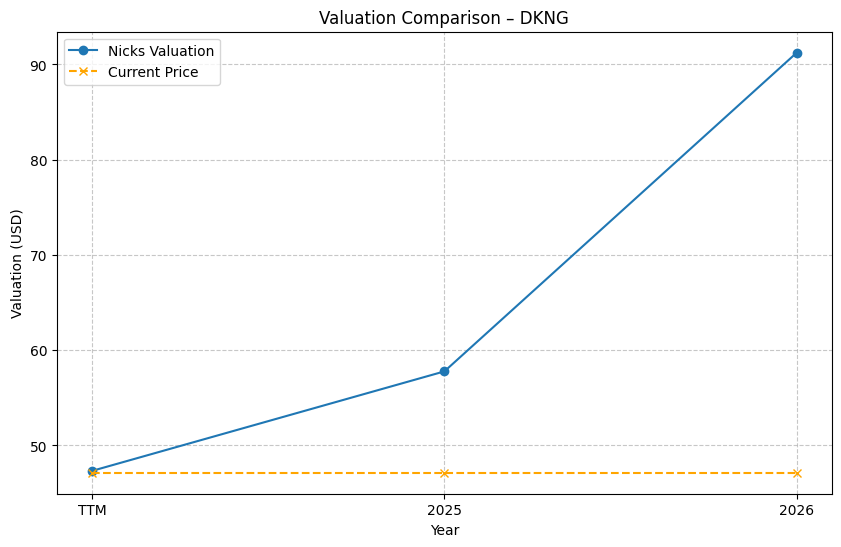 Valuation Comparison – DKNG
Nicks Valuation
Current Price
Valuation (USD)
90
80
70
60
50
TTM
2025
2026
Year